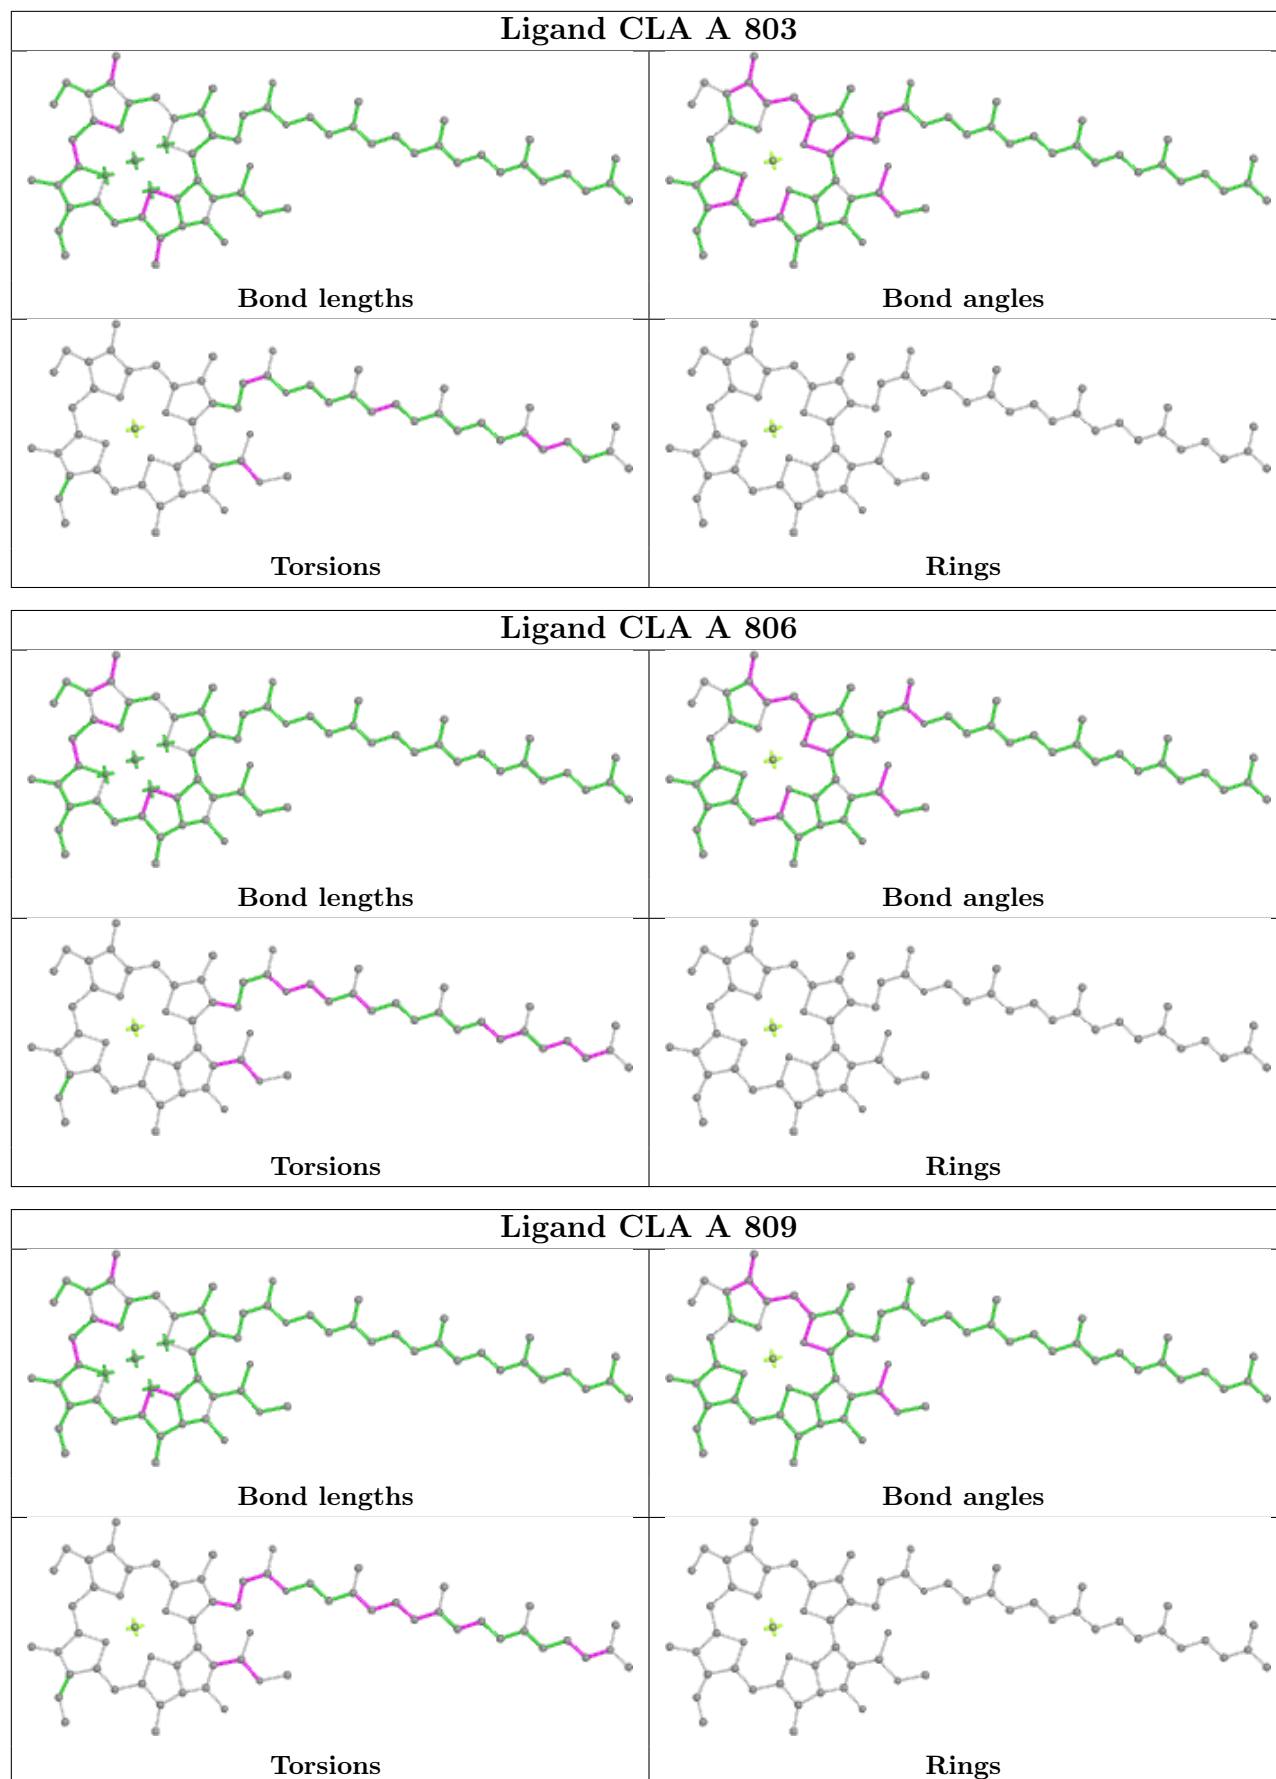 Ligand CLA A 803
Bond lengths
Bond angles
Torsions
Rings
Ligand CLA A 806
Bond lengths
Bond angles
Torsions
Rings
Ligand CLA A 809
Bond lengths
Bond angles
Torsions
Rings